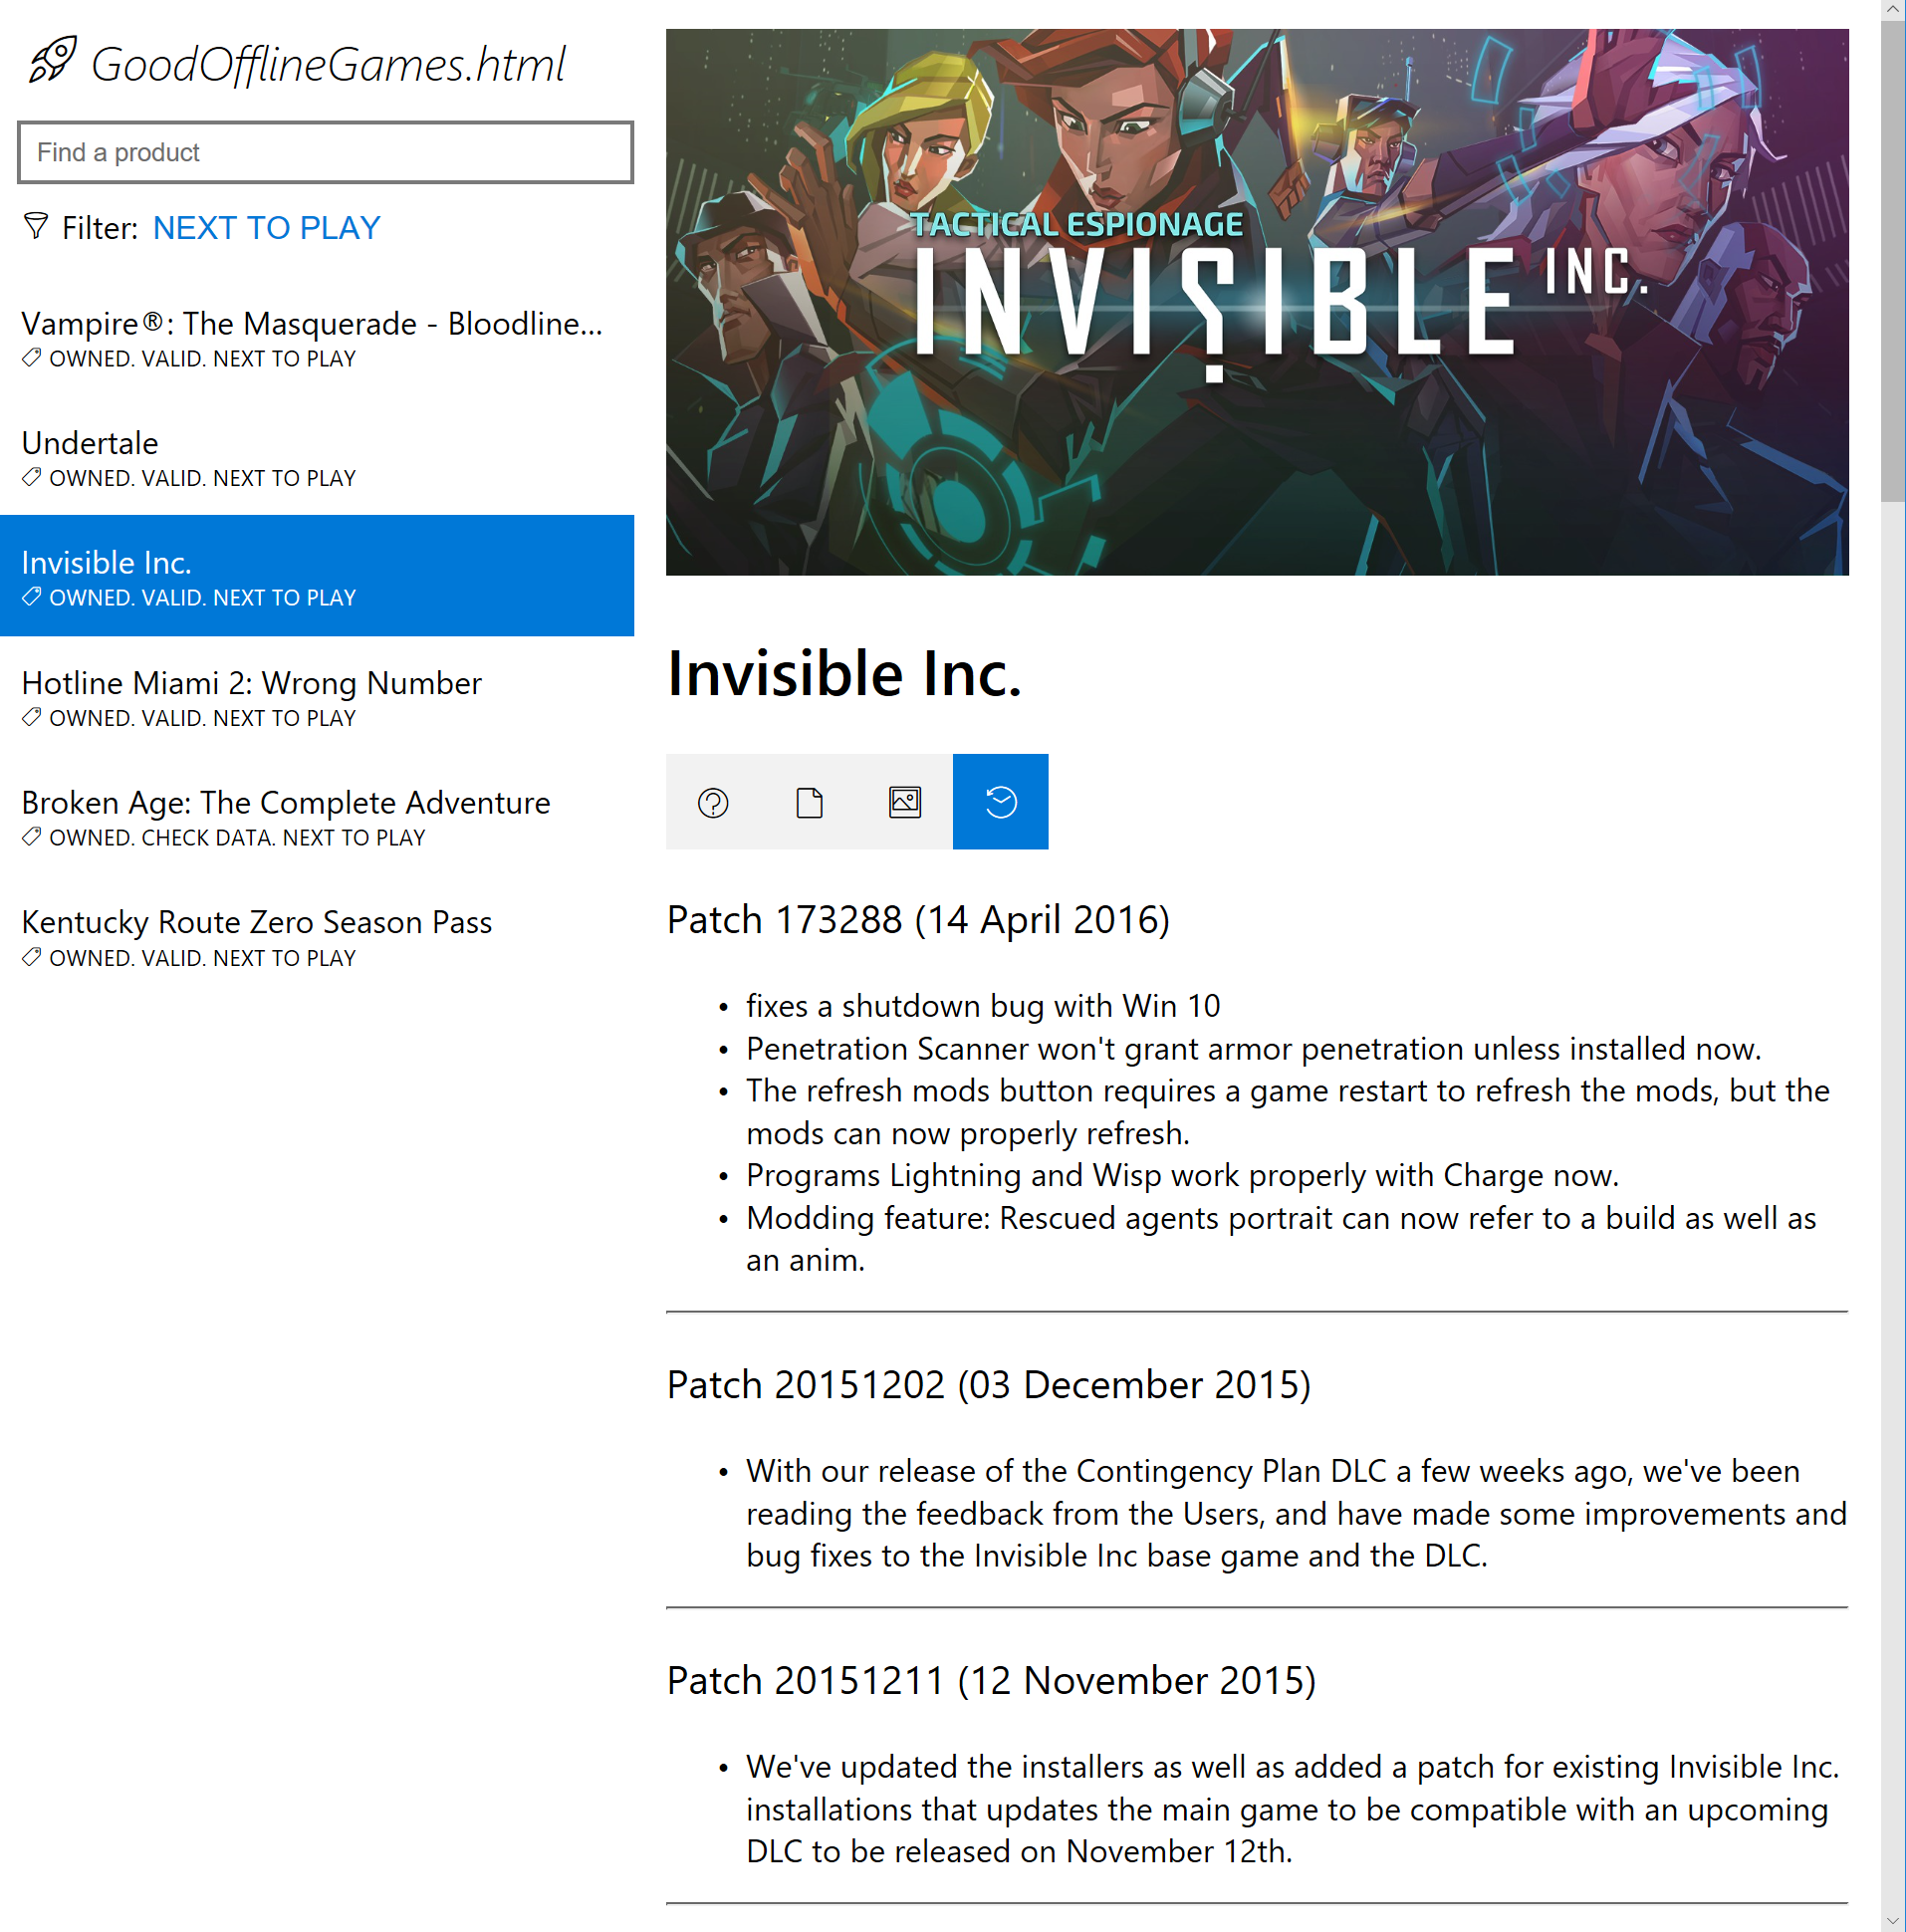 GoodOfflineGames.html
Find a product
Filter: NEXT TO PLAY
Vampire®: The Masquerade - Bloodline...
OWNED. VALID. NEXT TO PLAY
Undertale
OWNED. VALID. NEXT TO PLAY
Invisible Inc.
OWNED. VALID. NEXT TO PLAY
Hotline Miami 2: Wrong Number
OWNED. VALID. NEXT TO PLAY
Broken Age: The Complete Adventure
OWNED. CHECK DATA. NEXT TO PLAY
Kentucky Route Zero Season Pass
OWNED. VALID. NEXT TO PLAY
TACTICAL ESPIONAGE
INVISIBLE INC.
Invisible Inc.
Patch 173288 (14 April 2016)
• fixes a shutdown bug with Win 10
• Penetration Scanner won't grant armor penetration unless installed now.
• The refresh mods button requires a game restart to refresh the mods, but the
mods can now properly refresh.
• Programs Lightning and Wisp work properly with Charge now.
• Modding feature: Rescued agents portrait can now refer to a build as well as
an anim.
Patch 20151202 (03 December 2015)
• With our release of the Contingency Plan DLC a few weeks ago, we've been
reading the feedback from the Users, and have made some improvements and
bug fixes to the Invisible Inc base game and the DLC.
Patch 20151211 (12 November 2015)
• We've updated the installers as well as added a patch for existing Invisible Inc.
installations that updates the main game to be compatible with an upcoming
DLC to be released on November 12th.